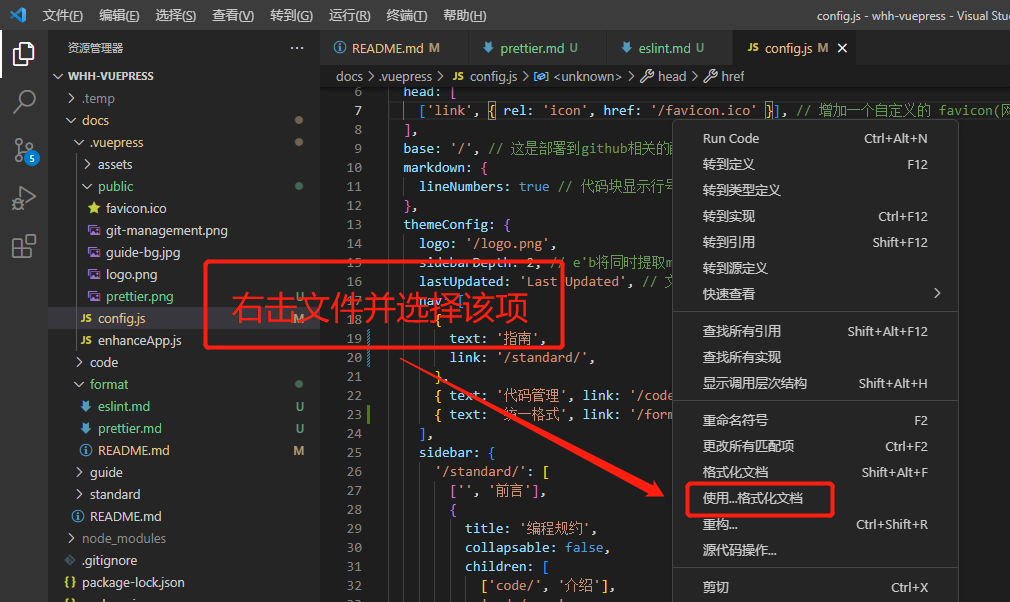 文件(F) 编辑(E) 选择(S) 查看(V) 转到(G) 运行(R) 终端(T) 帮助(H) config.js - whh-vuepress - Visual Stu
资源管理器 ···
README.md M prettier.md U eslint.md U JS config.js M
docs > .vuepress > JS config.js > <unknown> > head > href
WHH-VUEPRESS
.temp
docs
.vuepress
assets
public
favicon.ico
git-management.png
guide-bg.jpg
logo.png
prettier.png U
JS config.js M
JS enhanceApp.js
code
format
eslint.md U
prettier.md U
README.md M
guide
standard
README.md
node_modules
.gitignore
{} package-lock.json
5
6 head: [
7 ['link', { rel: 'icon', href: '/favicon.ico' }], // 增加一个自定义的 favicon(网
8 ],
9 base: '/', // 这是部署到github相关的
10 markdown: {
11 lineNumbers: true // 代码块显示行号
12 },
13 themeConfig: {
14 logo: '/logo.png',
15 sidebarDepth: 2, // e'b将同时提取m
16 lastUpdated: 'Last Updated', // 文
17 nav: [
18 {
19 text: '指南',
20 link: '/standard/',
21 },
22 { text: '代码管理', link: '/code
23 { text: '统一格式', link: '/form
24 ],
25 sidebar: {
26 '/standard/': [
27 ['', '前言'],
28 {
29 title: '编程规约',
30 collapsable: false,
31 children: [
32 ['code/', '介绍'],
右击文件并选择该项
Run Code Ctrl+Alt+N
转到定义 F12
转到类型定义
转到实现 Ctrl+F12
转到引用 Shift+F12
转到源定义
快速查看
查找所有引用 Shift+Alt+F12
查找所有实现
显示调用层次结构 Shift+Alt+H
重命名符号 F2
更改所有匹配项 Ctrl+F2
格式化文档 Shift+Alt+F
使用...格式化文档
重构... Ctrl+Shift+R
源代码操作...
剪切 Ctrl+X